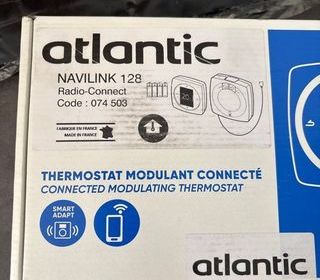 atlantic
NAVILINK 128
Radio-Connect
Code : 074 503
FABRIQUÉ EN FRANCE
MADE IN FRANCE
THERMOSTAT MODULANT CONNECTÉ
CONNECTED MODULATING THERMOSTAT
SMART
ADAPT
atlantic